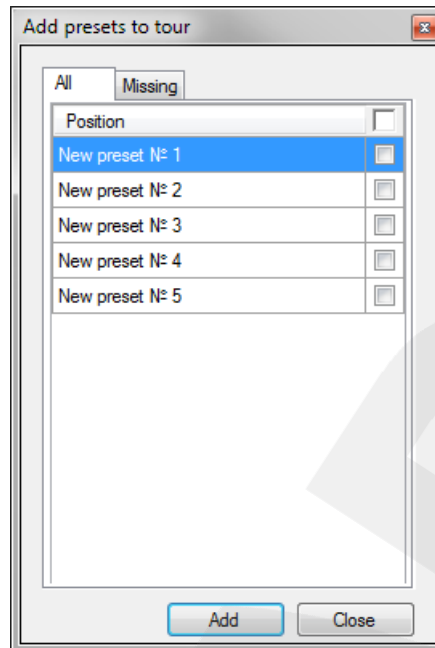 Add presets to tour
All Missing
Position
New preset № 1
New preset № 2
New preset № 3
New preset № 4
New preset № 5
Add Close